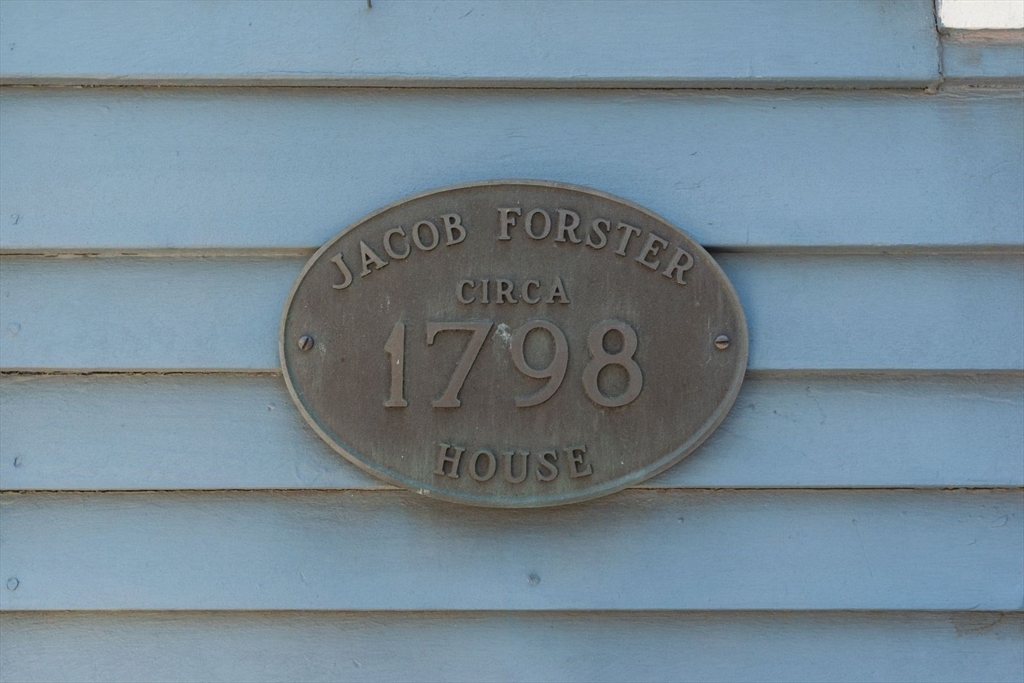 JACOB FORSTER
CIRCA
1798
HOUSE